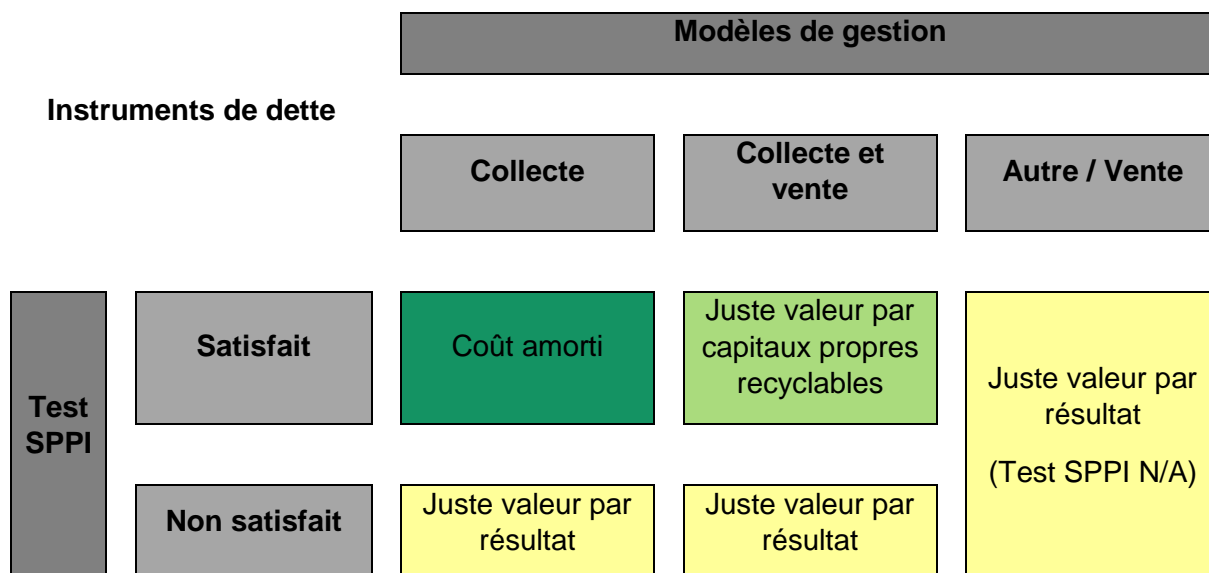 Modèles de gestion
Instruments de dette
Collecte
Collecte et
vente
Autre / Vente
Test
SPPI
Satisfait
Coût amorti
Juste valeur par
capitaux propres
recyclables
Juste valeur par
résultat
(Test SPPI N/A)
Non satisfait
Juste valeur par
résultat
Juste valeur par
résultat